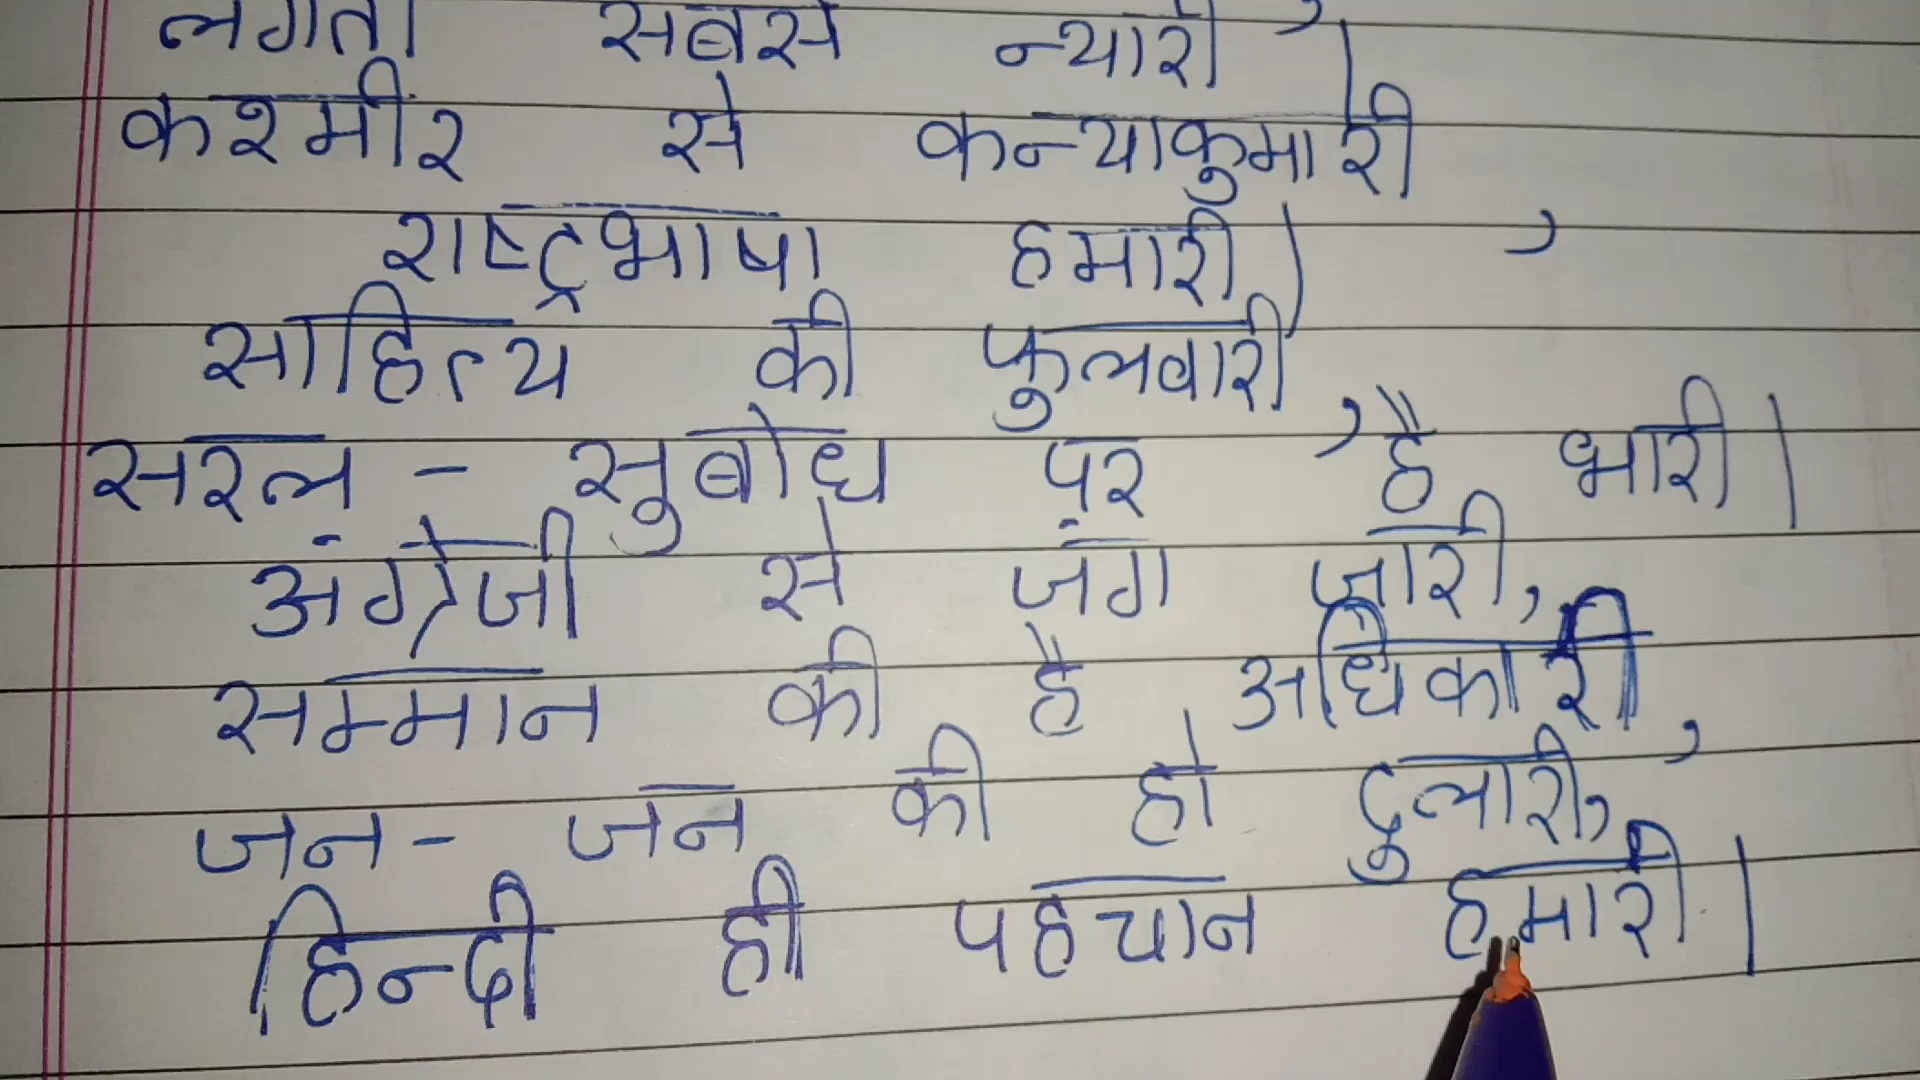 लगती सबसे न्यारी ।
कश्मीर से कन्याकुमारी ,
राष्ट्रभाषा हमारी ।
साहित्य की फुलवारी ,
सरल - सुबोध पर है भारी ।
अंग्रेजी से जंग जारी ,
सम्मान की है अधिकारी ,
जन - जन की हो दुलारी ,
हिन्दी ही पहचान हमारी ।